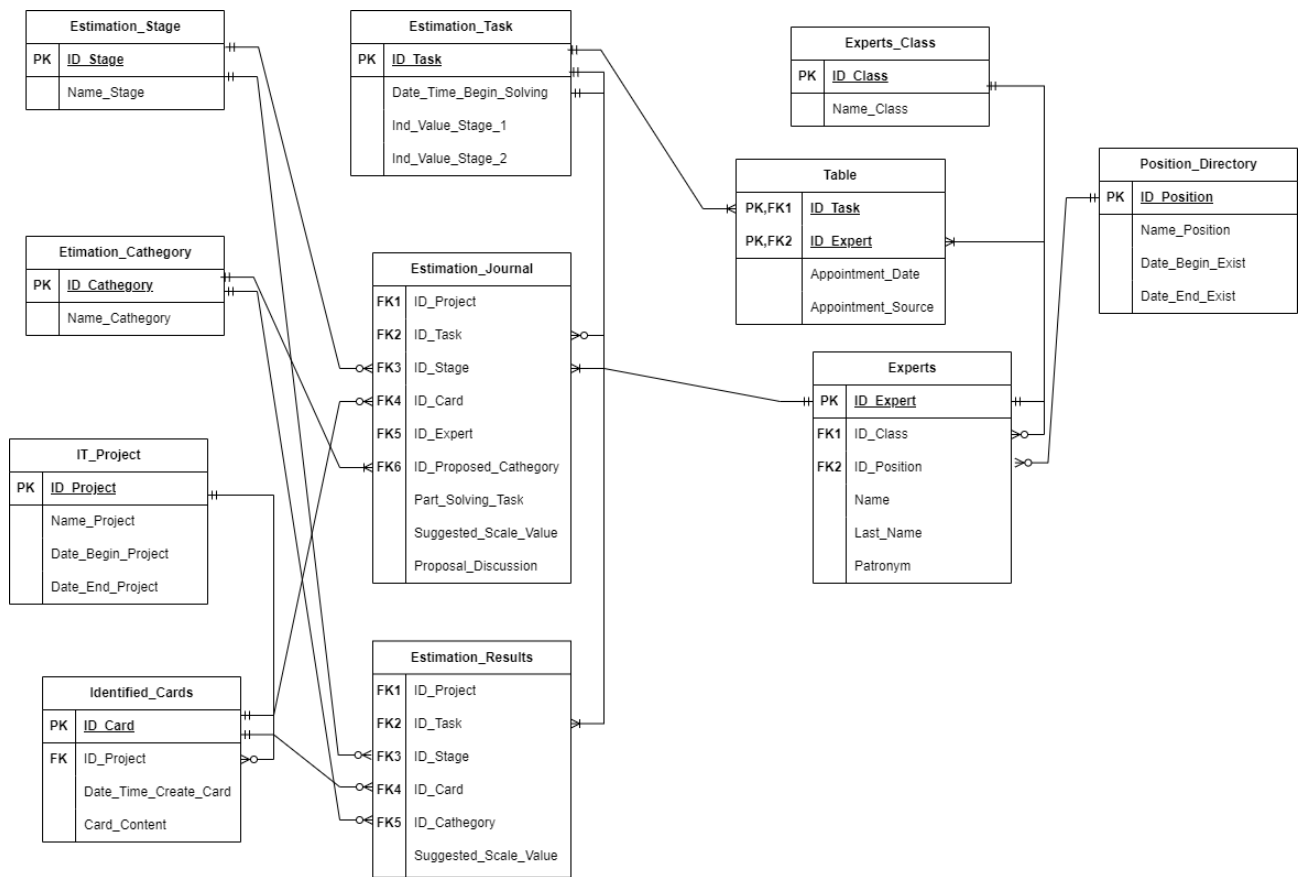 Estimation_Stage
PK ID_Stage
Name_Stage
Estimation_Task
PK ID_Task
Date_Time_Begin_Solving
Ind_Value_Stage_1
Ind_Value_Stage_2
Experts_Class
PK ID_Class
Name_Class
Table
PK,FK1 ID_Task
PK,FK2 ID_Expert
Appointment_Date
Appointment_Source
Position_Directory
PK ID_Position
Name_Position
Date_Begin_Exist
Date_End_Exist
Etimation_Cathegory
PK ID_Cathegory
Name_Cathegory
Estimation_Journal
FK1 ID_Project
FK2 ID_Task
FK3 ID_Stage
FK4 ID_Card
FK5 ID_Expert
FK6 ID_Proposed_Cathegory
Part_Solving_Task
Suggested_Scale_Value
Proposal_Discussion
Experts
PK ID_Expert
FK1 ID_Class
FK2 ID_Position
Name
Last_Name
Patronym
IT_Project
PK ID_Project
Name_Project
Date_Begin_Project
Date_End_Project
Identified_Cards
PK ID_Card
FK ID_Project
Date_Time_Create_Card
Card_Content
Estimation_Results
FK1 ID_Project
FK2 ID_Task
FK3 ID_Stage
FK4 ID_Card
FK5 ID_Cathegory
Suggested_Scale_Value